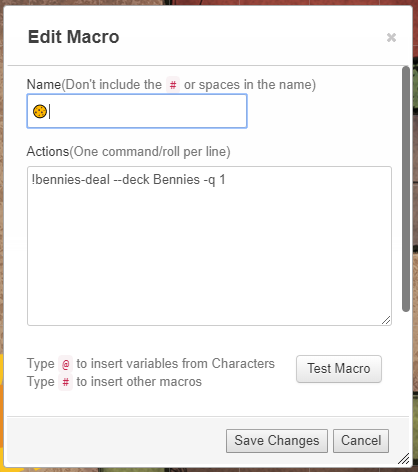 Edit Macro
×
Name(Don't include the # or spaces in the name)
🍪
Actions(One command/roll per line)
!bennies-deal --deck Bennies -q 1
Type @ to insert variables from Characters
Type # to insert other macros
Test Macro
Save Changes
Cancel